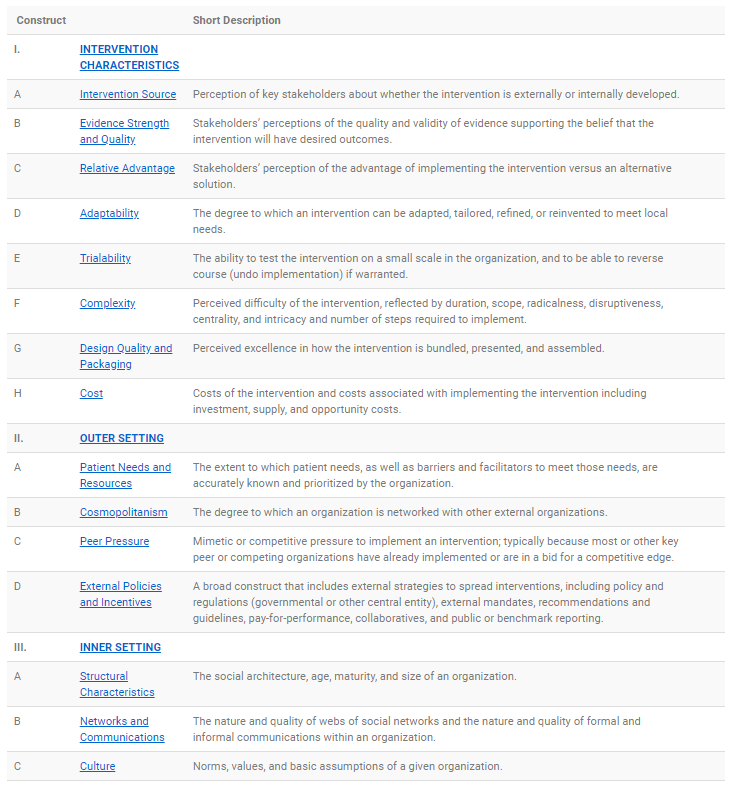 Construct Short Description
I. INTERVENTION
CHARACTERISTICS
A Intervention Source Perception of key stakeholders about whether the intervention is externally or internally developed.
B Evidence Strength Stakeholders' perceptions of the quality and validity of evidence supporting the belief that the
and Quality intervention will have desired outcomes.
C Relative Advantage Stakeholders' perception of the advantage of implementing the intervention versus an alternative
solution.
D Adaptability The degree to which an intervention can be adapted, tailored, refined, or reinvented to meet local
needs.
E Trialability The ability to test the intervention on a small scale in the organization, and to be able to reverse
course (undo implementation) if warranted.
F Complexity Perceived difficulty of the intervention, reflected by duration, scope, radicalness, disruptiveness,
centrality, and intricacy and number of steps required to implement.
G Design Quality and Perceived excellence in how the intervention is bundled, presented, and assembled.
Packaging
H Cost Costs of the intervention and costs associated with implementing the intervention including
investment, supply, and opportunity costs.
II. OUTER SETTING
A Patient Needs and The extent to which patient needs, as well as barriers and facilitators to meet those needs, are
Resources accurately known and prioritized by the organization.
B Cosmopolitanism The degree to which an organization is networked with other external organizations.
C Peer Pressure Mimetic or competitive pressure to implement an intervention; typically because most or other key
peer or competing organizations have already implemented or are in a bid for a competitive edge.
D External Policies A broad construct that includes external strategies to spread interventions, including policy and
and Incentives regulations (governmental or other central entity), external mandates, recommendations and
guidelines, pay-for-performance, collaboratives, and public or benchmark reporting.
III. INNER SETTING
A Structural The social architecture, age, maturity, and size of an organization.
Characteristics
B Networks and The nature and quality of webs of social networks and the nature and quality of formal and
Communications informal communications within an organization.
C Culture Norms, values, and basic assumptions of a given organization.